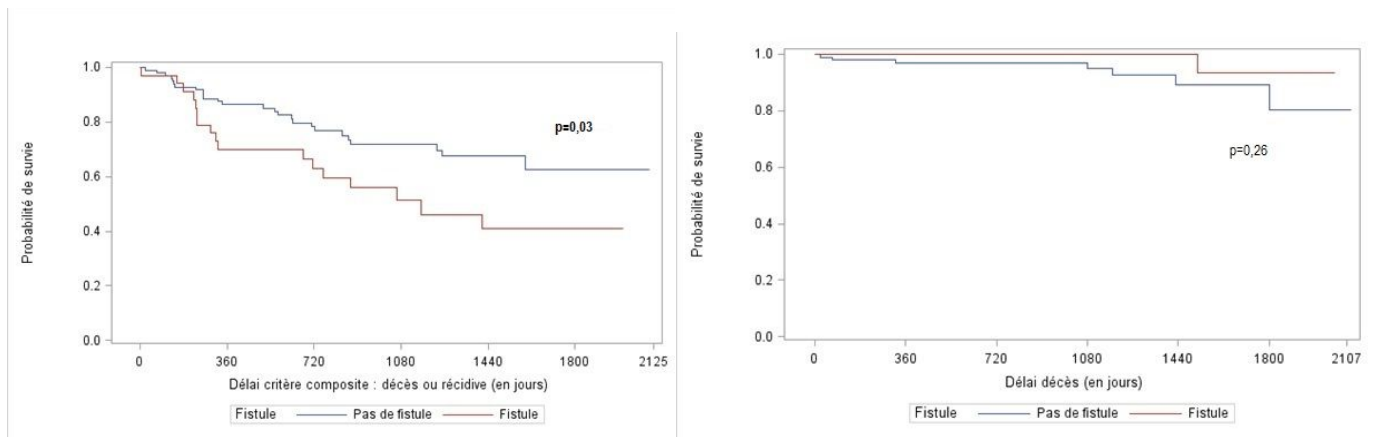 1.0
0.8
0.6
0.4
0.2
0.0
Probabilité de survie
p=0,03
0 360 720 1080 1440 1800 2125
Délai critère composite : décès ou récidive (en jours)
Fistule Pas de fistule Fistule
1.0
0.8
0.6
0.4
0.2
0.0
Probabilité de survie
p=0,26
0 360 720 1080 1440 1800 2107
Délai décès (en jours)
Fistule Pas de fistule Fistule